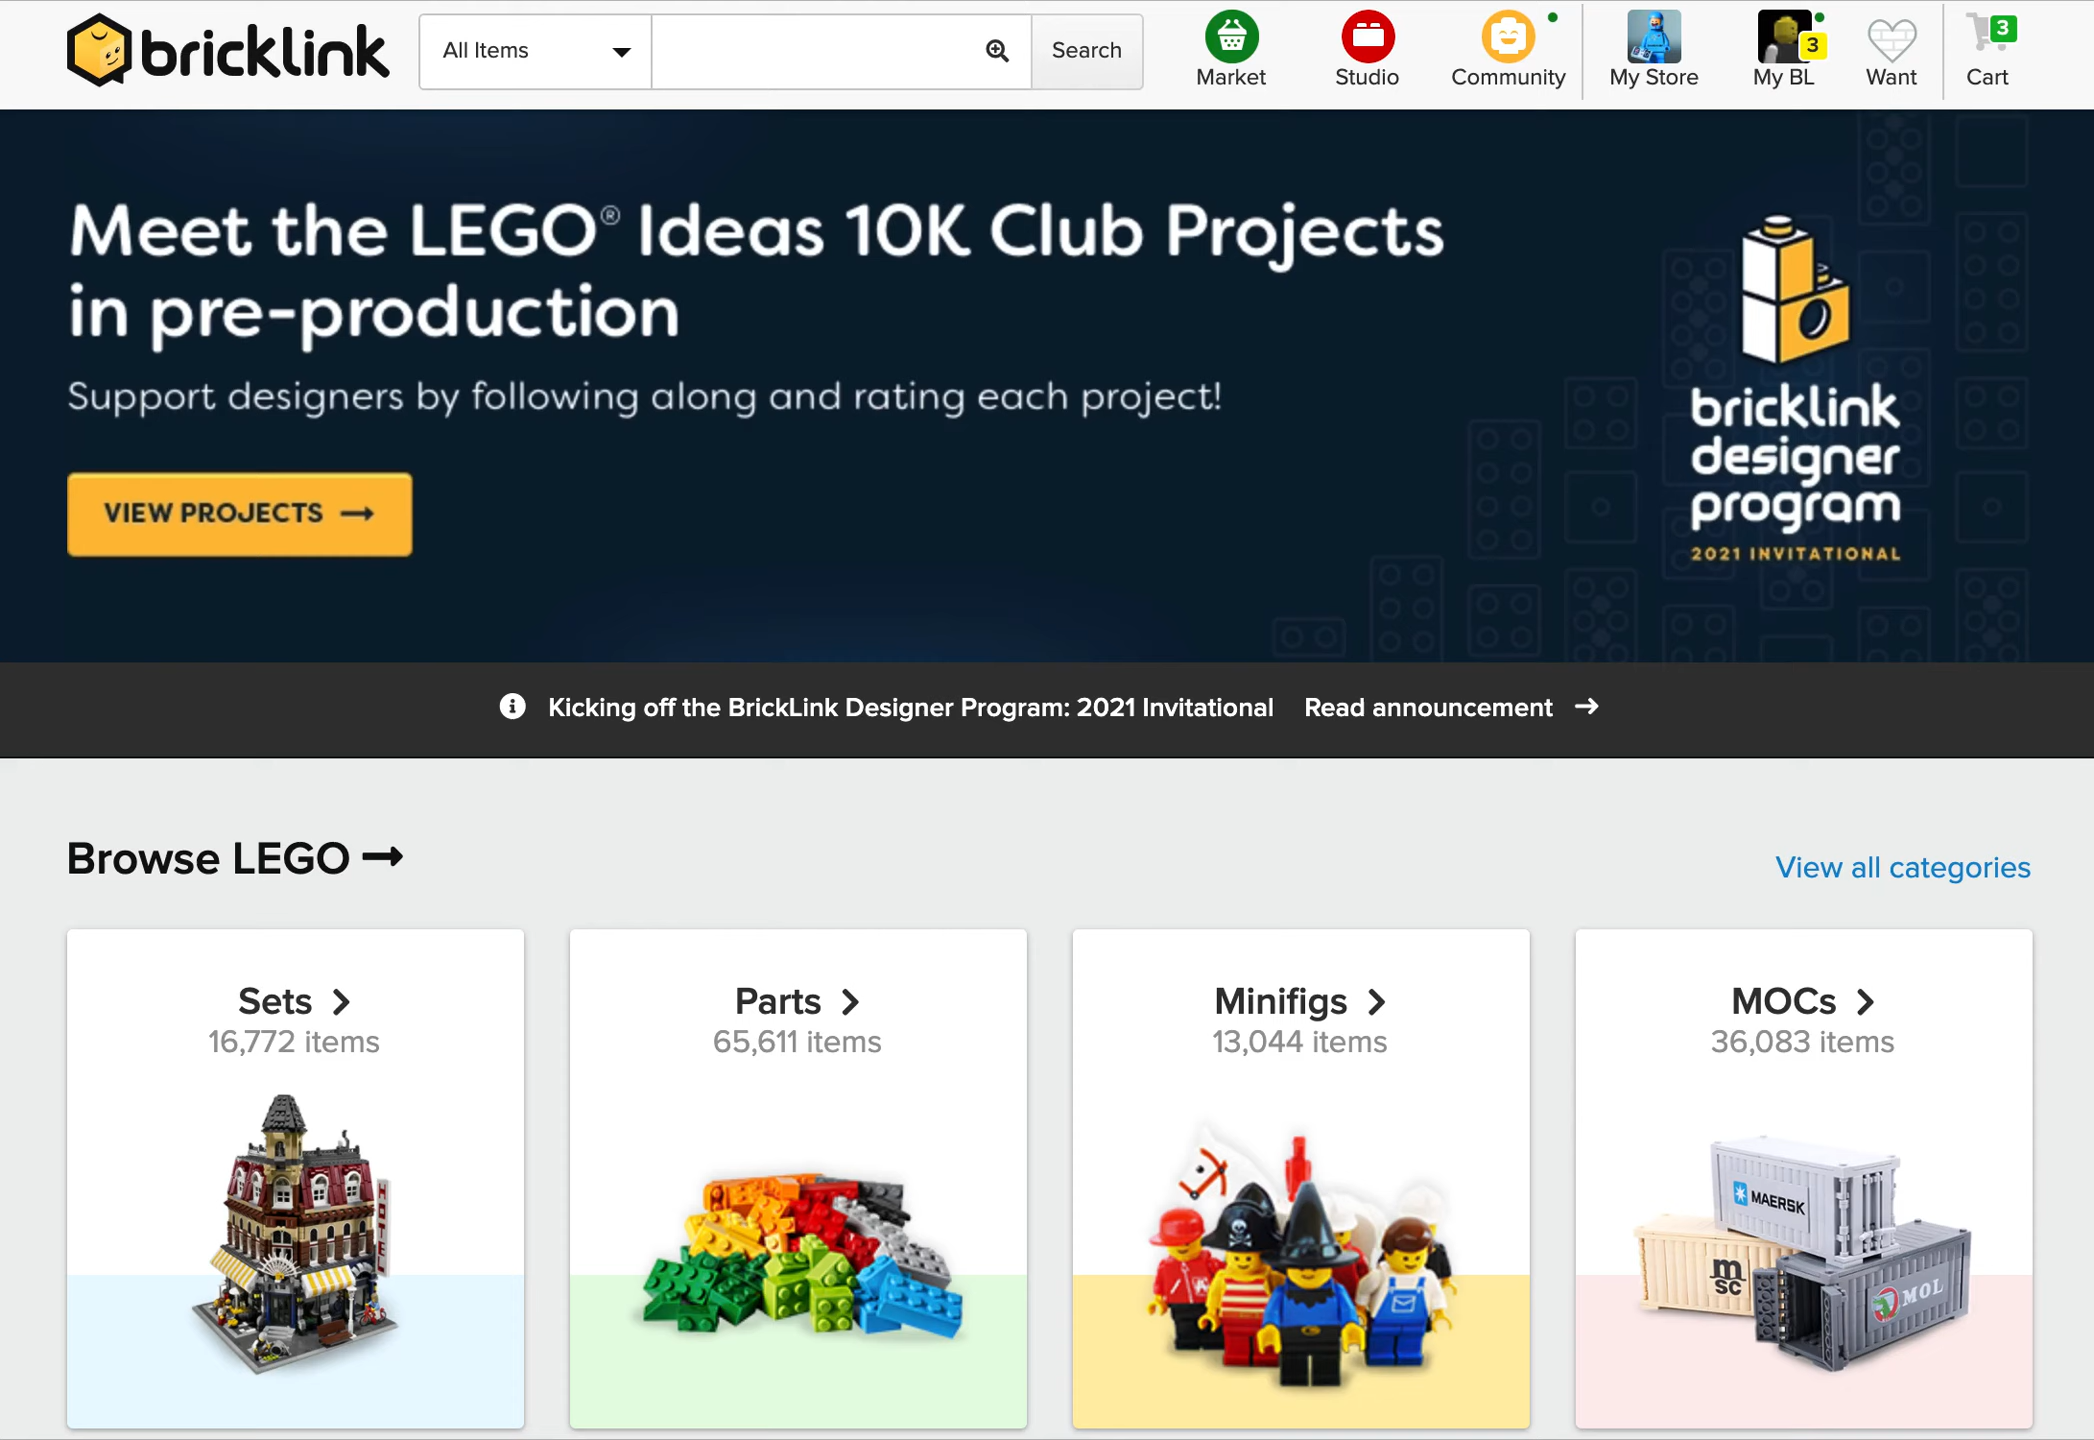 bricklink
All Items
Search
Market
Studio
Community
My Store
3
My BL
Want
3
Cart
Meet the LEGO® Ideas 10K Club Projects
in pre-production
Support designers by following along and rating each project!
VIEW PROJECTS →
bricklink
designer
program
2021 INVITATIONAL
Kicking off the BrickLink Designer Program: 2021 Invitational Read announcement →
Browse LEGO →
View all categories
Sets
16,772 items
HOTEL
Parts
65,611 items
Minifigs
13,044 items
MOCs
36,083 items
MAERSK
m
sc
MOL